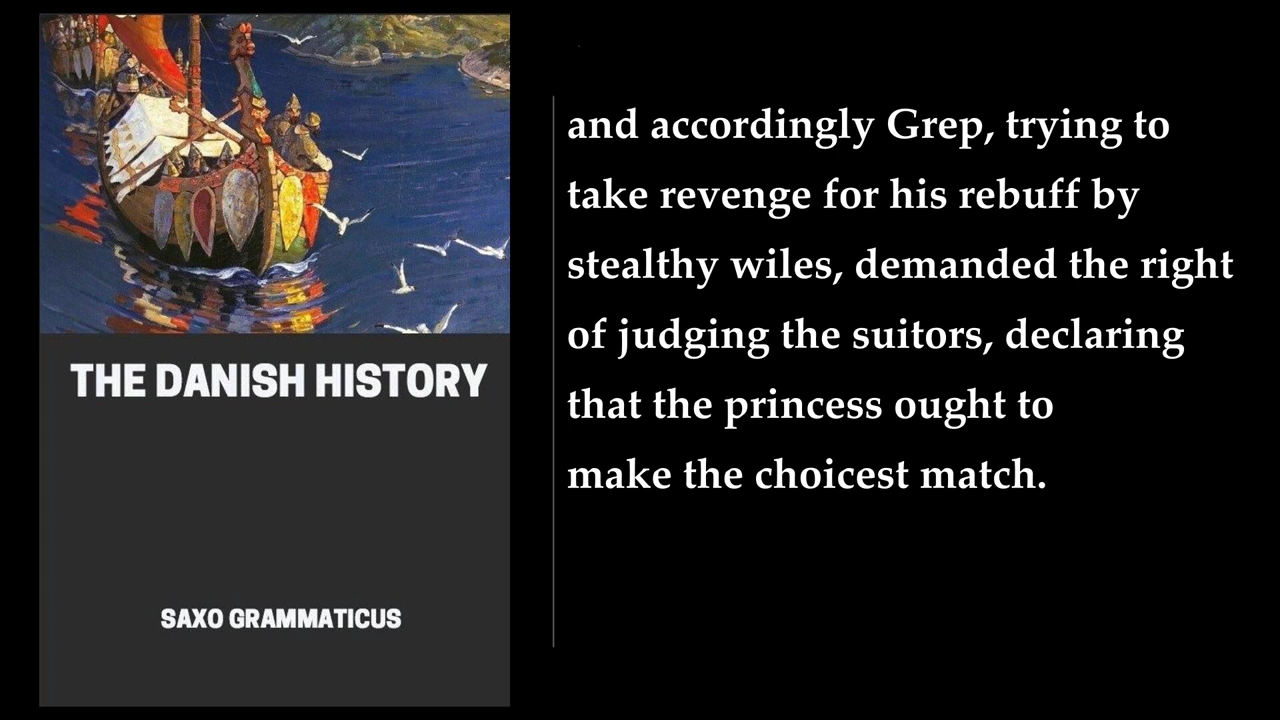 THE DANISH HISTORY
SAXO GRAMMATICUS
and accordingly Grep, trying to
take revenge for his rebuff by
stealthy wiles, demanded the right
of judging the suitors, declaring
that the princess ought to
make the choicest match.